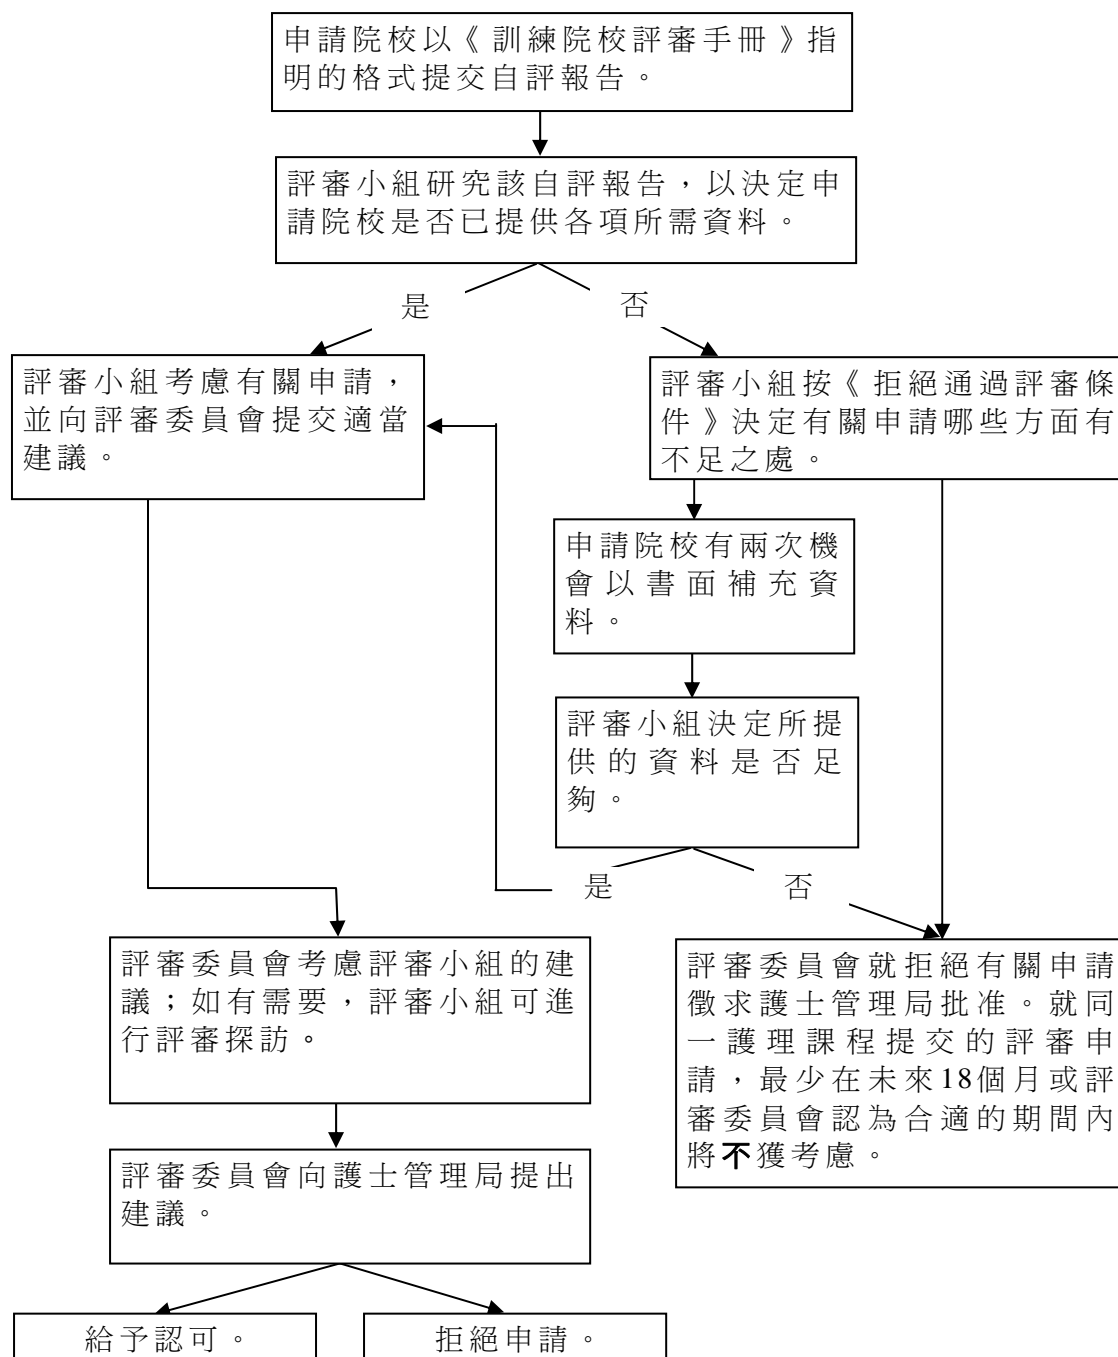 申請院校以《訓練院校評審手冊》指
明的格式提交自評報告。
評審小組研究該自評報告，以決定申
請院校是否已提供各項所需資料。
是
否
評審小組考慮有關申請，
並向評審委員會提交適當
建議。
評審小組按《拒絕通過評審條
件》決定有關申請哪些方面有
不足之處。
申請院校有兩次機
會以書面補充資
料。
評審小組決定所提
供的資料是否足
夠。
是
否
評審委員會考慮評審小組的建
議；如有需要，評審小組可進
行評審探訪。
評審委員會就拒絕有關申請
徵求護士管理局批准。就同
一護理課程提交的評審申
請，最少在未來18個月或評
審委員會認為合適的期間內
將不獲考慮。
評審委員會向護士管理局提出
建議。
給予認可。
拒絕申請。